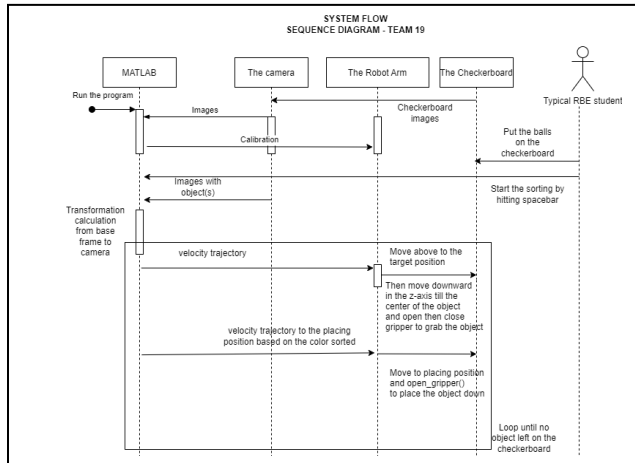 SYSTEM FLOW
SEQUENCE DIAGRAM - TEAM 19
MATLAB
The camera
The Robot Arm
The Checkerboard
Typical RBE student
Run the program
Images
Checkerboard
images
Calibration
Put the balls
on the
checkerboard
Images with
object(s)
Start the sorting by
hitting spacebar
Transformation
calculation
from base
frame to
camera
velocity trajectory
Move above to the
target position
Then move downward
in the z-axis till the
center of the object
and open then close
gripper to grab the object
velocity trajectory to the placing
position based on the color sorted
Move to placing position
and open_gripper()
to place the object down
Loop until no
object left on the
checkerboard